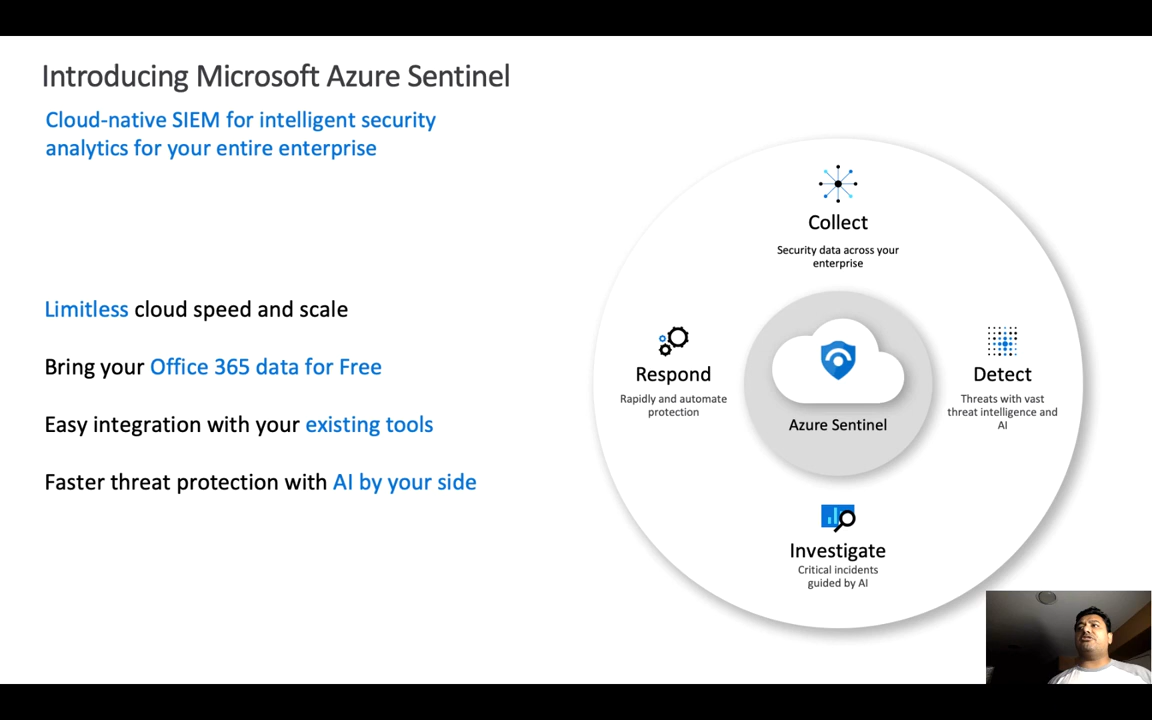 Introducing Microsoft Azure Sentinel
Cloud-native SIEM for intelligent security
analytics for your entire enterprise
Limitless cloud speed and scale
Bring your Office 365 data for Free
Easy integration with your existing tools
Faster threat protection with AI by your side
Collect
Security data across your
enterprise
Respond
Rapidly and automate
protection
Azure Sentinel
Detect
Threats with vast
threat intelligence and
AI
Investigate
Critical incidents
guided by AI